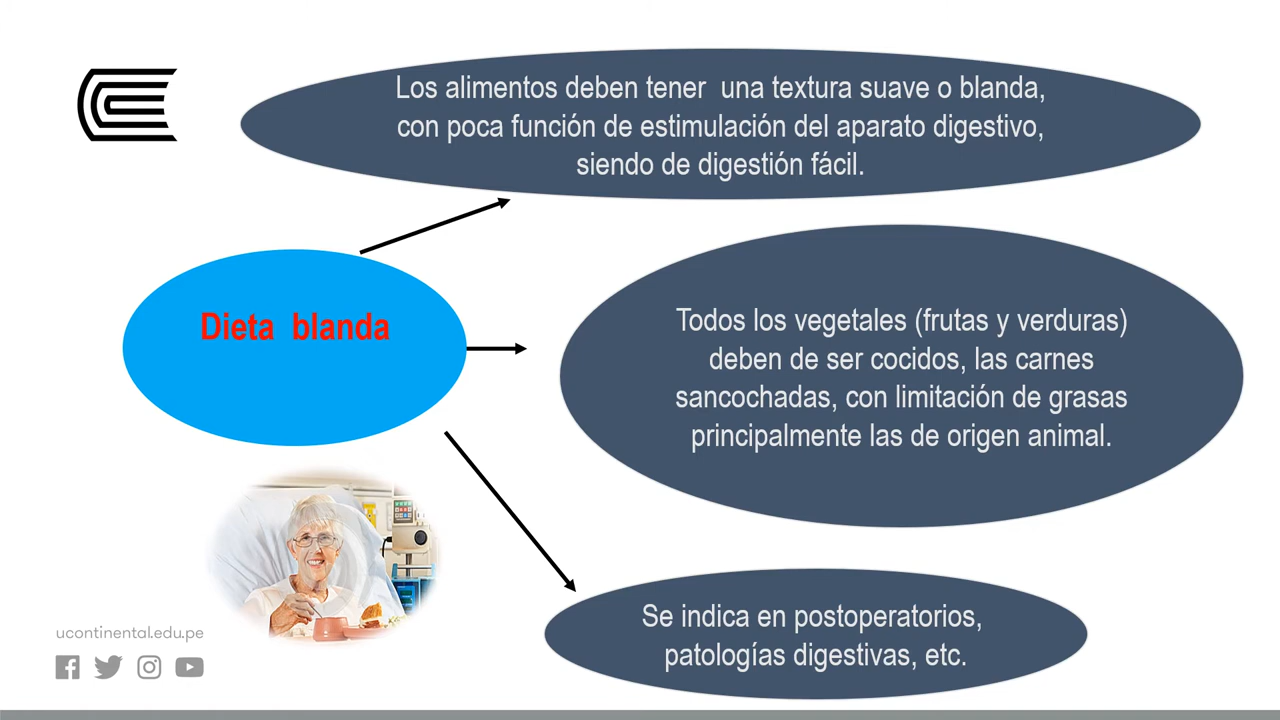 Los alimentos deben tener  una textura suave o blanda,
con poca función de estimulación del aparato digestivo,
siendo de digestión fácil.
Dieta  blanda
Todos los vegetales (frutas y verduras)
deben de ser cocidos, las carnes
sancochadas, con limitación de grasas
principalmente las de origen animal.
Se indica en postoperatorios,
patologías digestivas, etc.
ucontinental.edu.pe